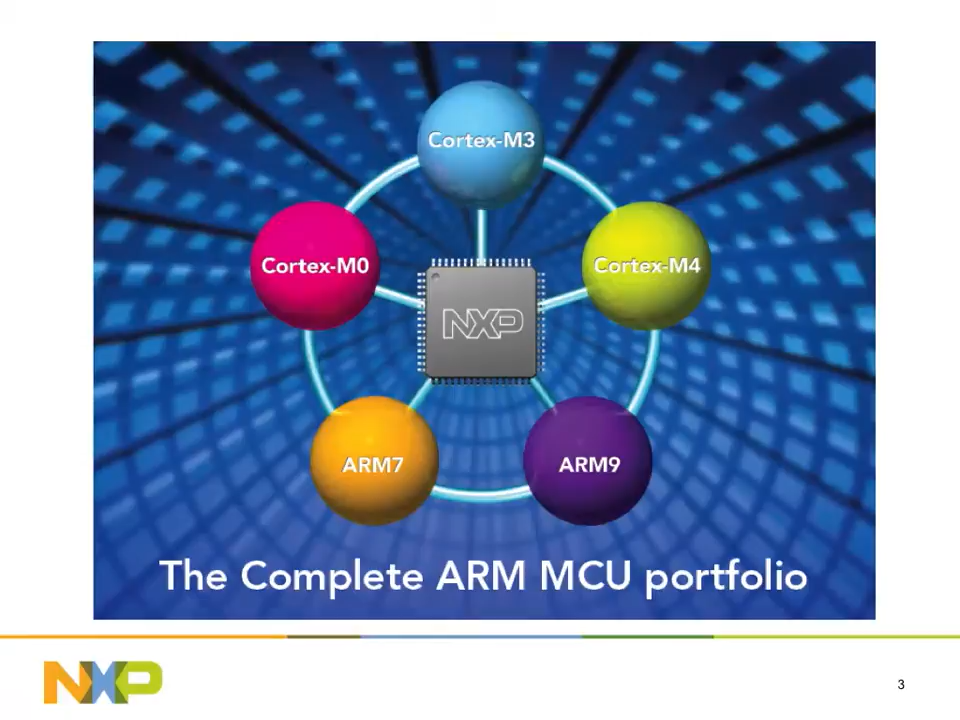 Cortex-M3
Cortex-M0
Cortex-M4
NXP
ARM7
ARM9
The Complete ARM MCU portfolio
NXP
3